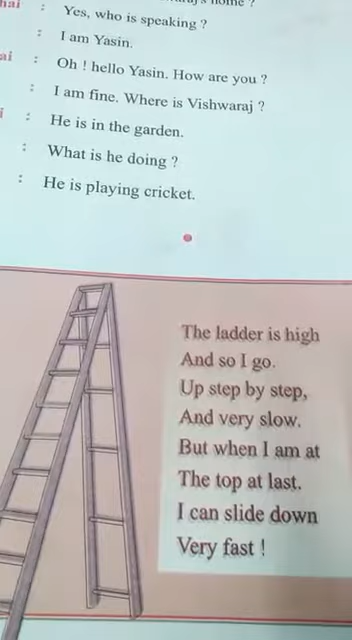 home ?
: Yes, who is speaking ?
: I am Yasin.
: Oh ! hello Yasin. How are you ?
: I am fine. Where is Vishwaraj ?
: He is in the garden.
: What is he doing ?
: He is playing cricket.
The ladder is high
And so I go.
Up step by step,
And very slow.
But when I am at
The top at last.
I can slide down
Very fast !